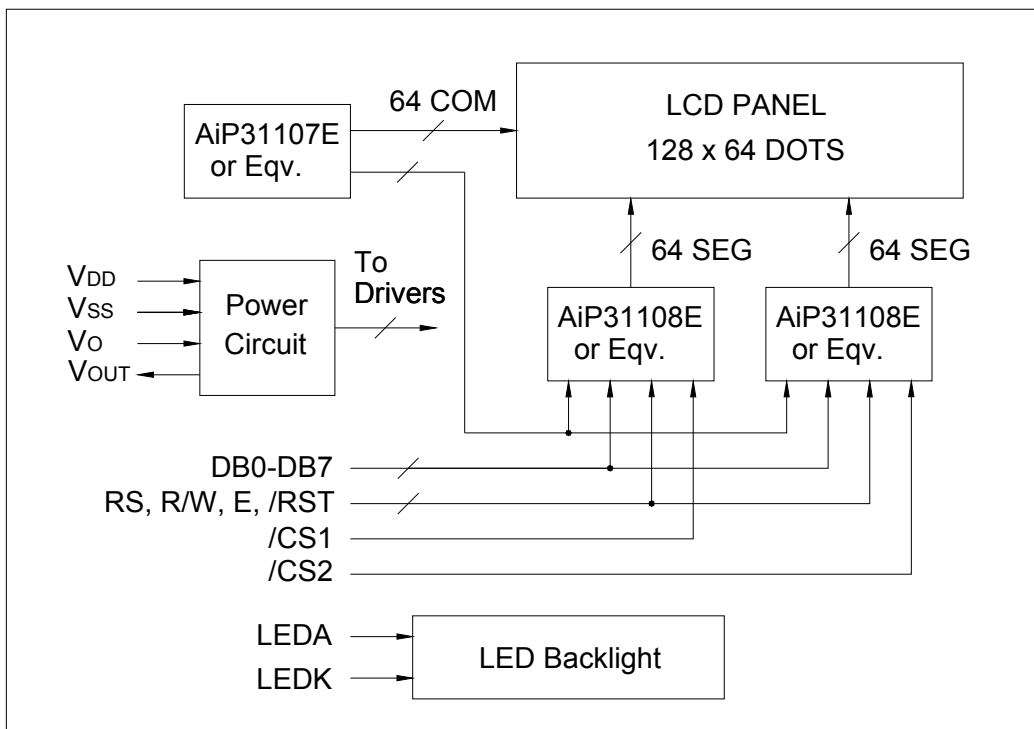 64 COM
LCD PANEL
128 x 64 DOTS
AiP31107E
or Eqv.
64 SEG
64 SEG
To
Drivers
VDD
VSS
VO
VOUT
Power
Circuit
AiP31108E
or Eqv.
AiP31108E
or Eqv.
DB0-DB7
RS, R/W, E, /RST
/CS1
/CS2
LEDA
LEDK
LED Backlight